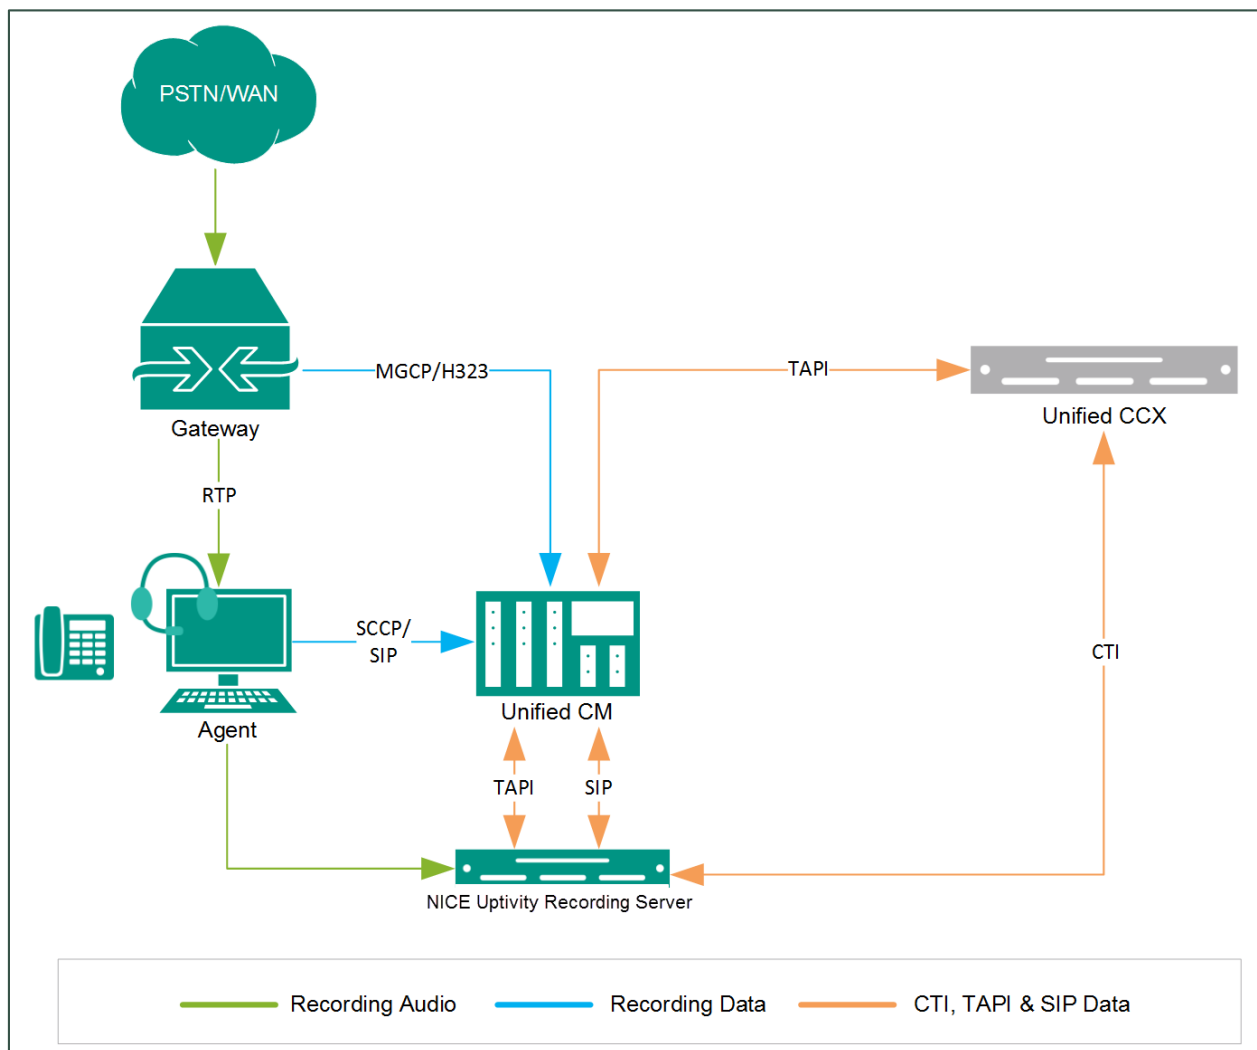 PSTN/WAN
MGCP/H323
TAPI
Gateway
Unified CCX
RTP
SCCP/
SIP
CTI
Unified CM
Agent
TAPI
SIP
NICE Uptivity Recording Server
Recording Audio
Recording Data
CTI, TAPI & SIP Data